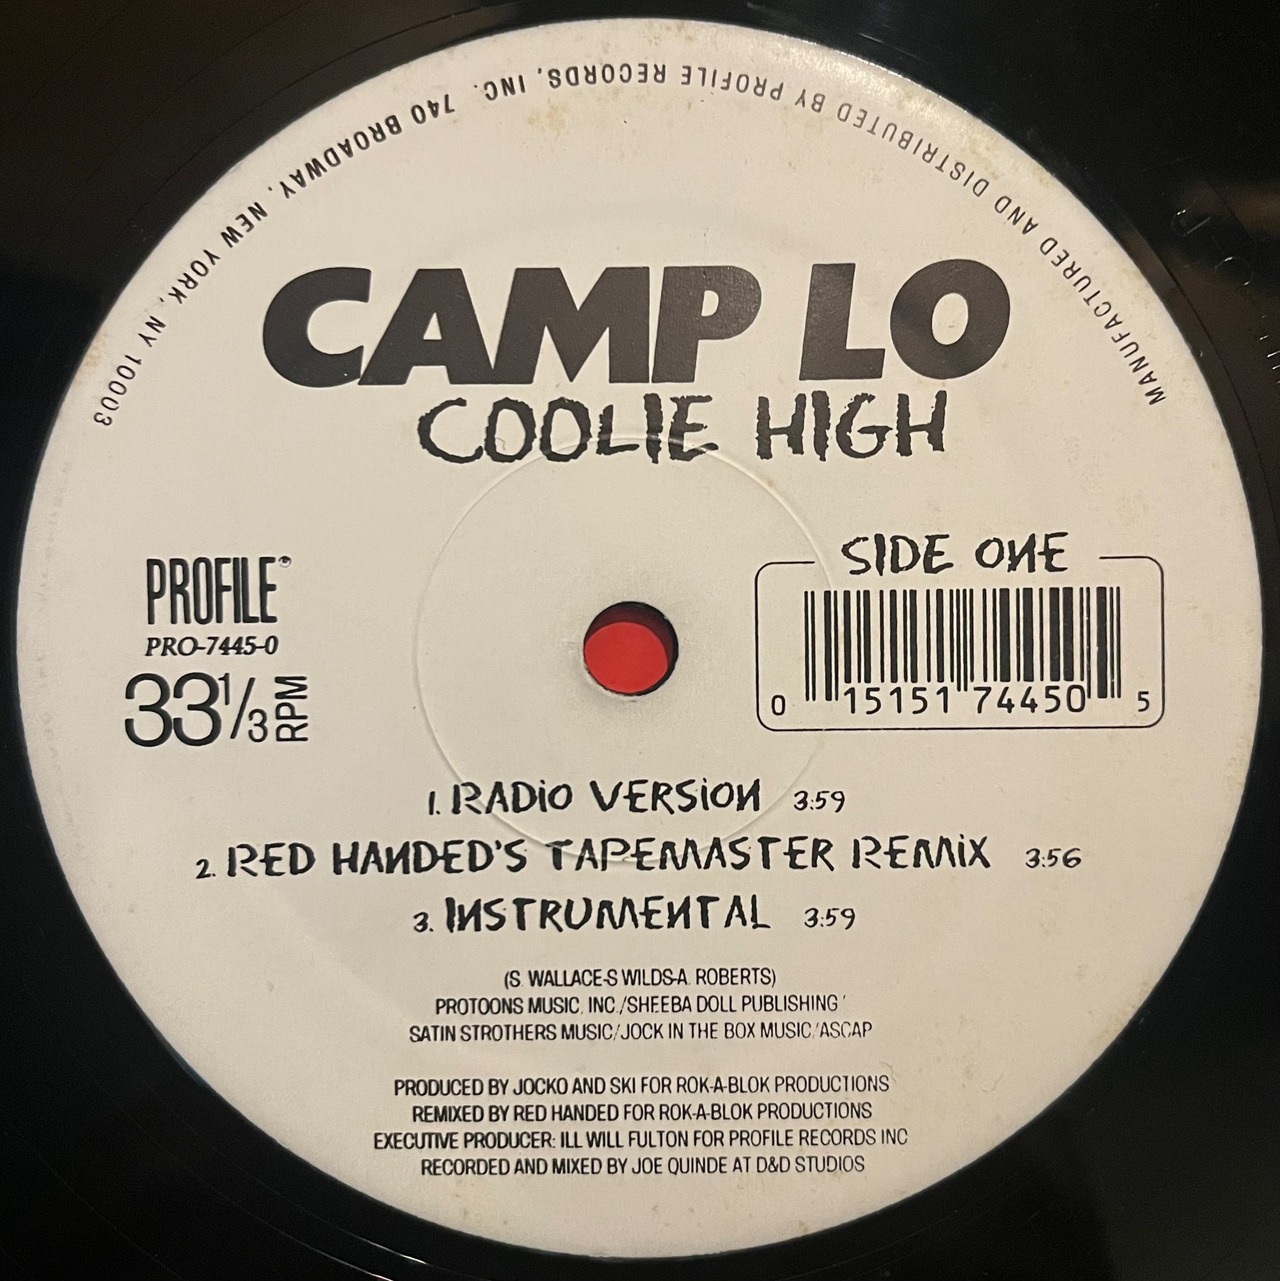 MANUFACTURED AND DISTRIBUTED BY PROFILE RECORDS, INC. 740 BROADWAY, NEW YORK, NY 10003
CAMP LO
COOLIE HIGH
PROFILE
PRO-7445-0
33 1/3 RPM
SIDE ONE
0 15151 74450 5
1. RADIO VERSION 3:59
2. RED HANDED'S TAPEMASTER REMIX 3:56
3. INSTRUMENTAL 3:59
(S. WALLACE-S WILDS-A. ROBERTS)
PROTOONS MUSIC, INC./SHEEBA DOLL PUBLISHING/
SATIN STROTHERS MUSIC/JOCK IN THE BOX MUSIC/ASCAP
PRODUCED BY JOCKO AND SKI FOR ROK-A-BLOK PRODUCTIONS
REMIXED BY RED HANDED FOR ROK-A-BLOK PRODUCTIONS
EXECUTIVE PRODUCER: ILL WILL FULTON FOR PROFILE RECORDS INC
RECORDED AND MIXED BY JOE QUINDE AT D&D STUDIOS